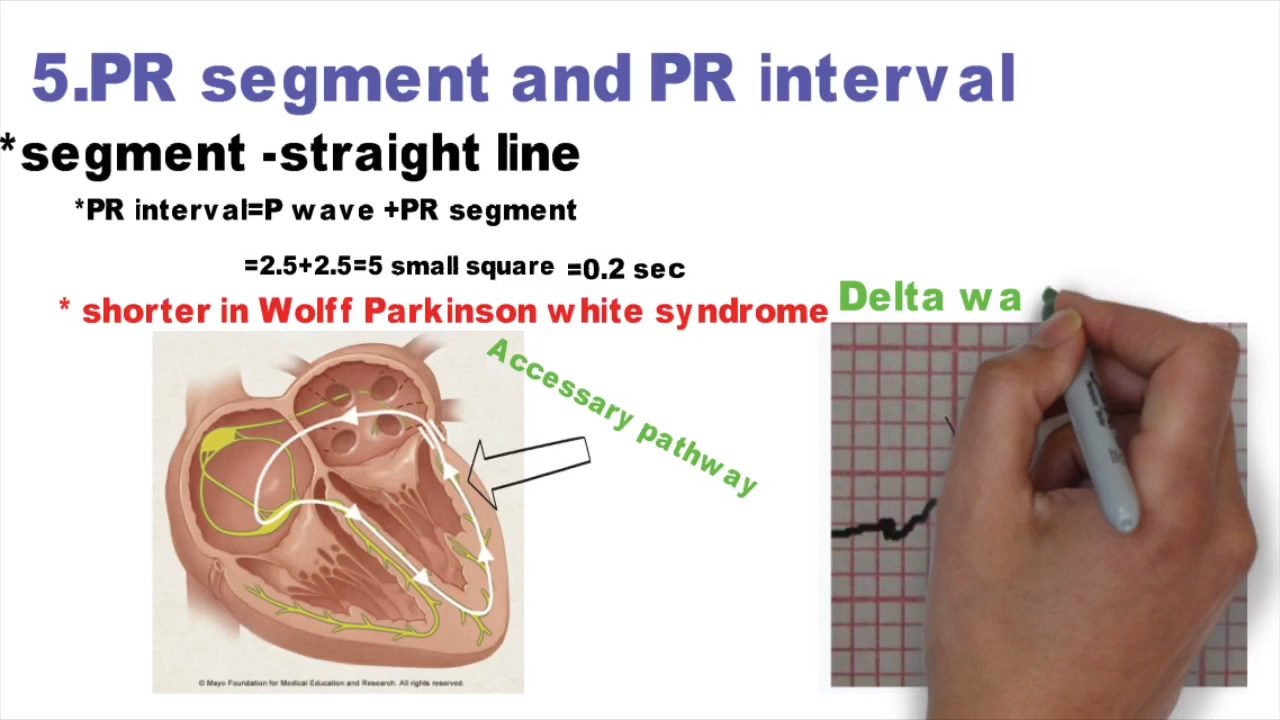 5.PR segment and PR interval
*segment -straight line
*PR interval=P wave +PR segment
=2.5+2.5=5 small square =0.2 sec
* shorter in Wolff Parkinson white syndrome
Delta wa
Accessary pathway
© Mayo Foundation for Medical Education and Research. All rights reserved.